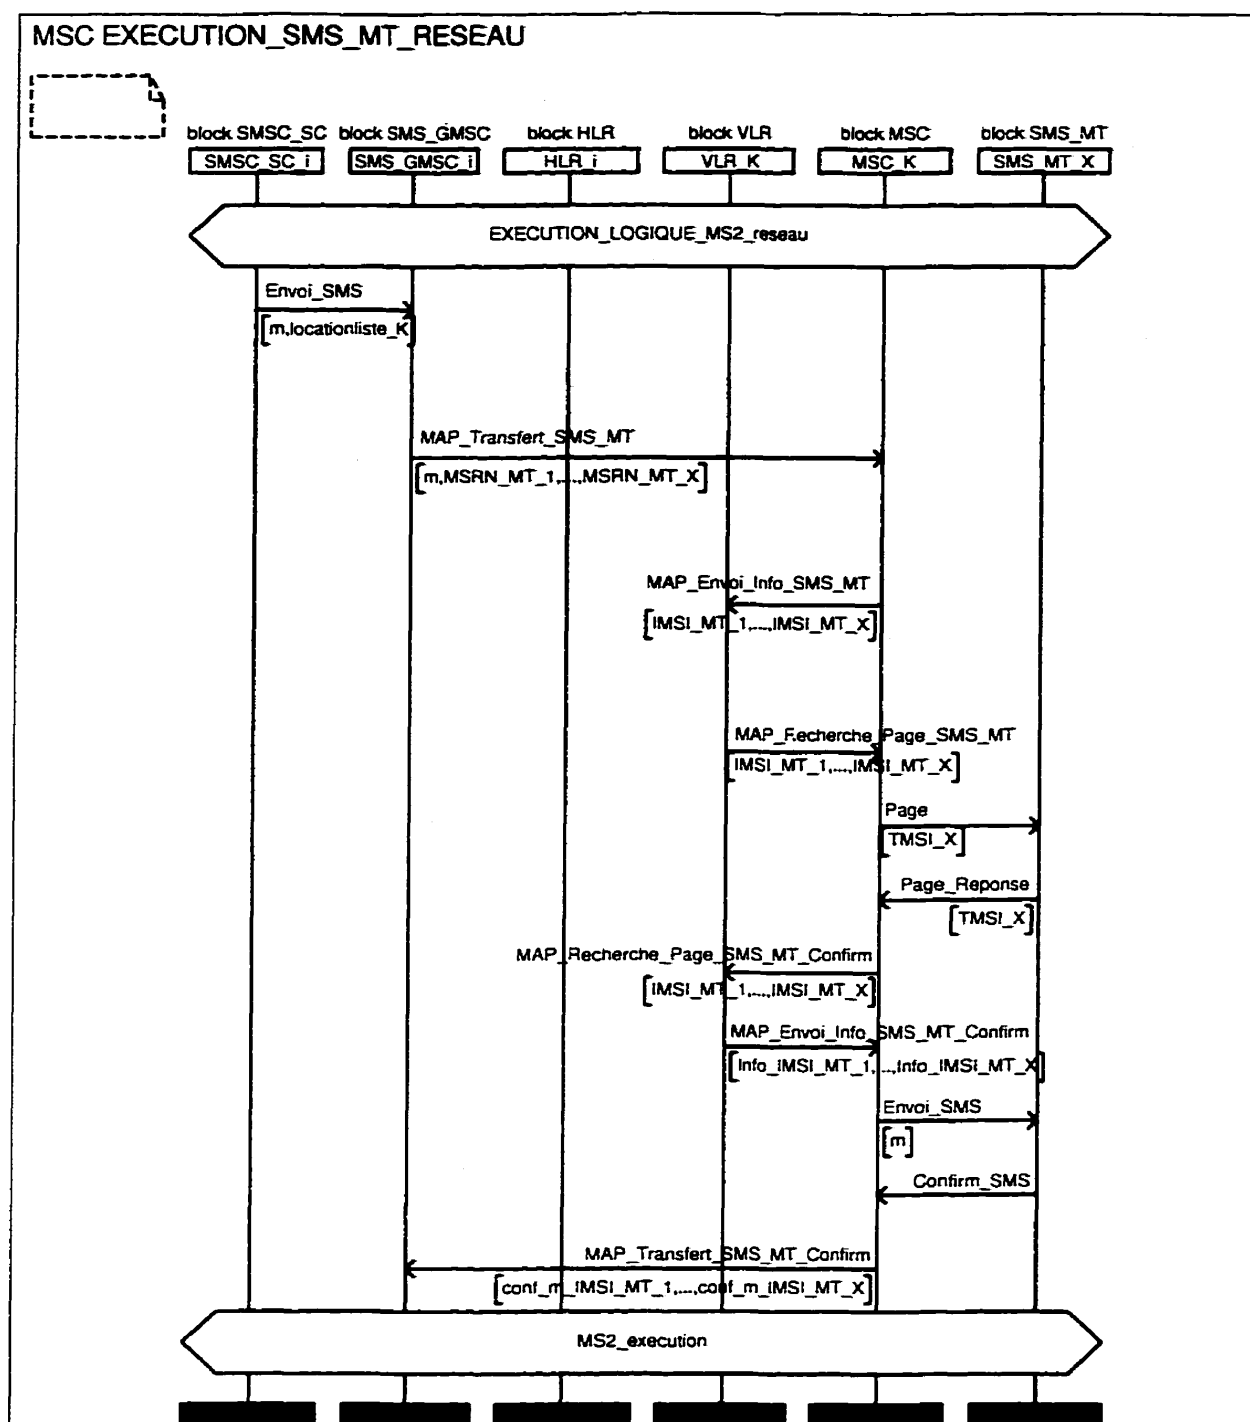 MSC EXECUTION_SMS_MT_RESEAU
block SMSC_SC block SMS_GMSC block HLR block VLR block MSC block SMS_MT
SMSC_SC_i SMS_GMSC_i HLR_i VLR_K MSC_K SMS_MT_X
EXECUTION_LOGIQUE_MS2_reseau
Envoi_SMS
[m,locationliste_K]
MAP_Transfert_SMS_MT
[m,MSRN_MT_1,...,MSRN_MT_X]
MAP_Envoi_Info_SMS_MT
[IMSI_MT_1,...,IMSI_MT_X]
MAP_Recherche_Page_SMS_MT
[IMSI_MT_1,...,IMSI_MT_X]
Page
[TMSI_X]
Page_Reponse
[TMSI_X]
MAP_Recherche_Page_SMS_MT_Confirm
[IMSI_MT_1,...,IMSI_MT_X]
MAP_Envoi_Info_SMS_MT_Confirm
[Info_IMSI_MT_1,...,Info_IMSI_MT_X]
Envoi_SMS
[m]
Confirm_SMS
MAP_Transfert_SMS_MT_Confirm
[conf_m_IMSI_MT_1,...,conf_m_IMSI_MT_X]
MS2_execution